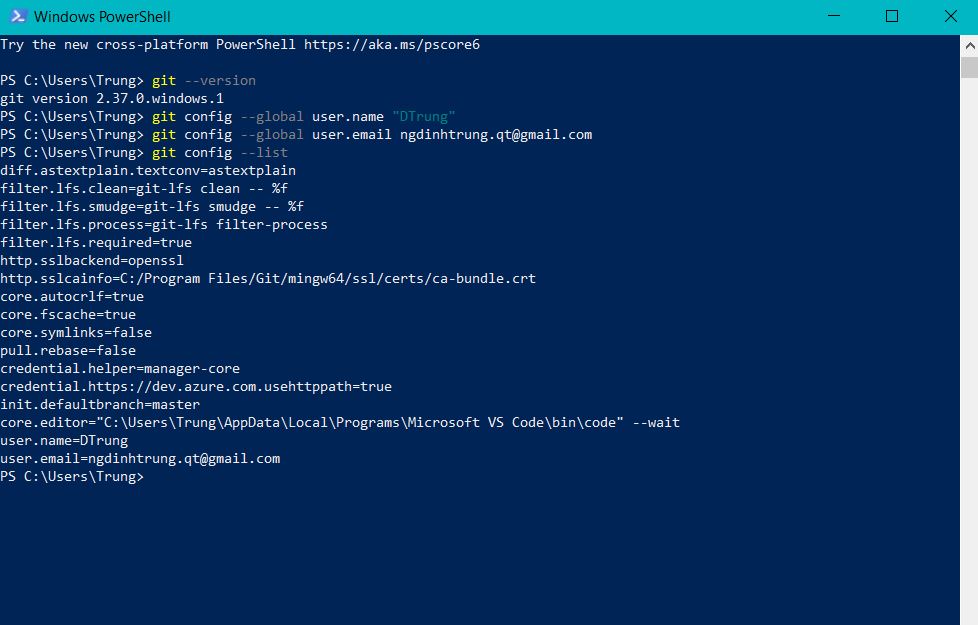 Windows PowerShell
Try the new cross-platform PowerShell https://aka.ms/pscore6
PS C:\Users\Trung> git --version
git version 2.37.0.windows.1
PS C:\Users\Trung> git config --global user.name "DTrung"
PS C:\Users\Trung> git config --global user.email ngdinhtrung.qt@gmail.com
PS C:\Users\Trung> git config --list
diff.astextplain.textconv=astextplain
filter.lfs.clean=git-lfs clean -- %f
filter.lfs.smudge=git-lfs smudge -- %f
filter.lfs.process=git-lfs filter-process
filter.lfs.required=true
http.sslbackend=openssl
http.sslcainfo=C:/Program Files/Git/mingw64/ssl/certs/ca-bundle.crt
core.autocrlf=true
core.fscache=true
core.symlinks=false
pull.rebase=false
credential.helper=manager-core
credential.https://dev.azure.com.usehttppath=true
init.defaultbranch=master
core.editor="C:\Users\Trung\AppData\Local\Programs\Microsoft VS Code\bin\code" --wait
user.name=DTrung
user.email=ngdinhtrung.qt@gmail.com
PS C:\Users\Trung>